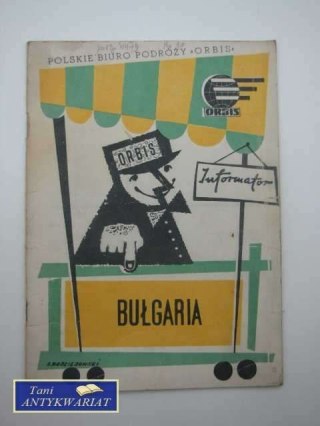 POLSKIE BIURO PODRÓŻY »ORBIS«
ORBIS
ORBIS
Informator
BUŁGARIA
Tani
ANTYKWARIAT